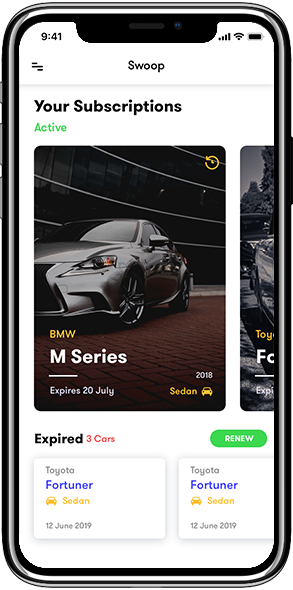 9:41
Swoop
Your Subscriptions
Active
BMW
M Series
2018
Expires 20 July
Sedan
Toy
Fo
Expi
Expired 3 Cars
RENEW
Toyota
Fortuner
Sedan
12 June 2019
Toyota
Fortuner
Sedan
12 June 2019